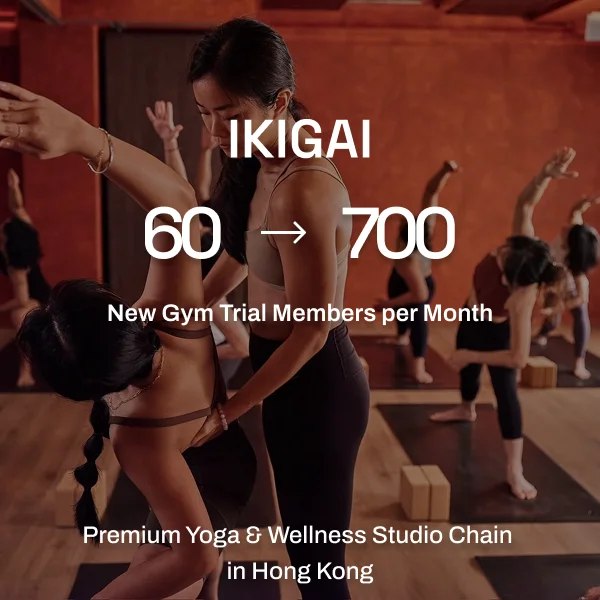 IKIGAI
60 → 700
New Gym Trial Members per Month
Premium Yoga & Wellness Studio Chain
in Hong Kong